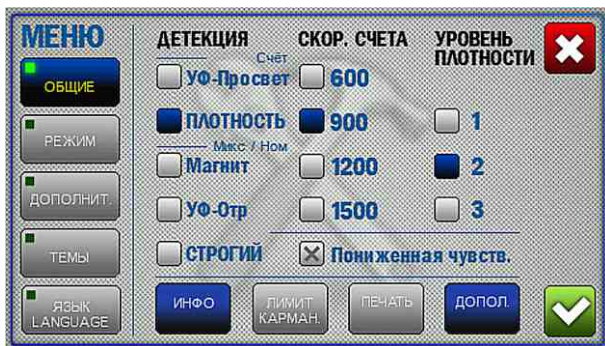 МЕНЮ
ОБЩИЕ
РЕЖИМ
ДОПОЛНИТ.
ТЕМЫ
ЯЗЫК
LANGUAGE
ДЕТЕКЦИЯ
Счёт
УФ-Просвет
ПЛОТНОСТЬ
Микс / Ном
Магнит
УФ-Отр
СТРОГИЙ
СКОР. СЧЕТА
600
900
1200
1500
УРОВЕНЬ
ПЛОТНОСТИ
1
2
3
Пониженная чувств.
ИНФО
ЛИМИТ
КАРМАН.
ПЕЧАТЬ
ДОПОЛ.